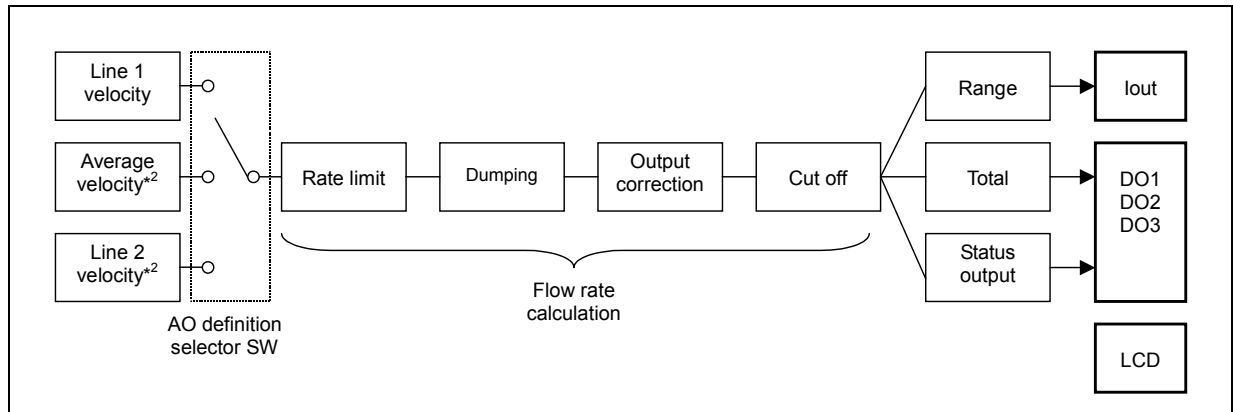 Line 1
velocity
Average
velocity*2
Line 2
velocity*2
AO definition
selector SW
Rate limit
Dumping
Output
correction
Cut off
Flow rate
calculation
Range
Total
Status
output
Iout
DO1
DO2
DO3
LCD